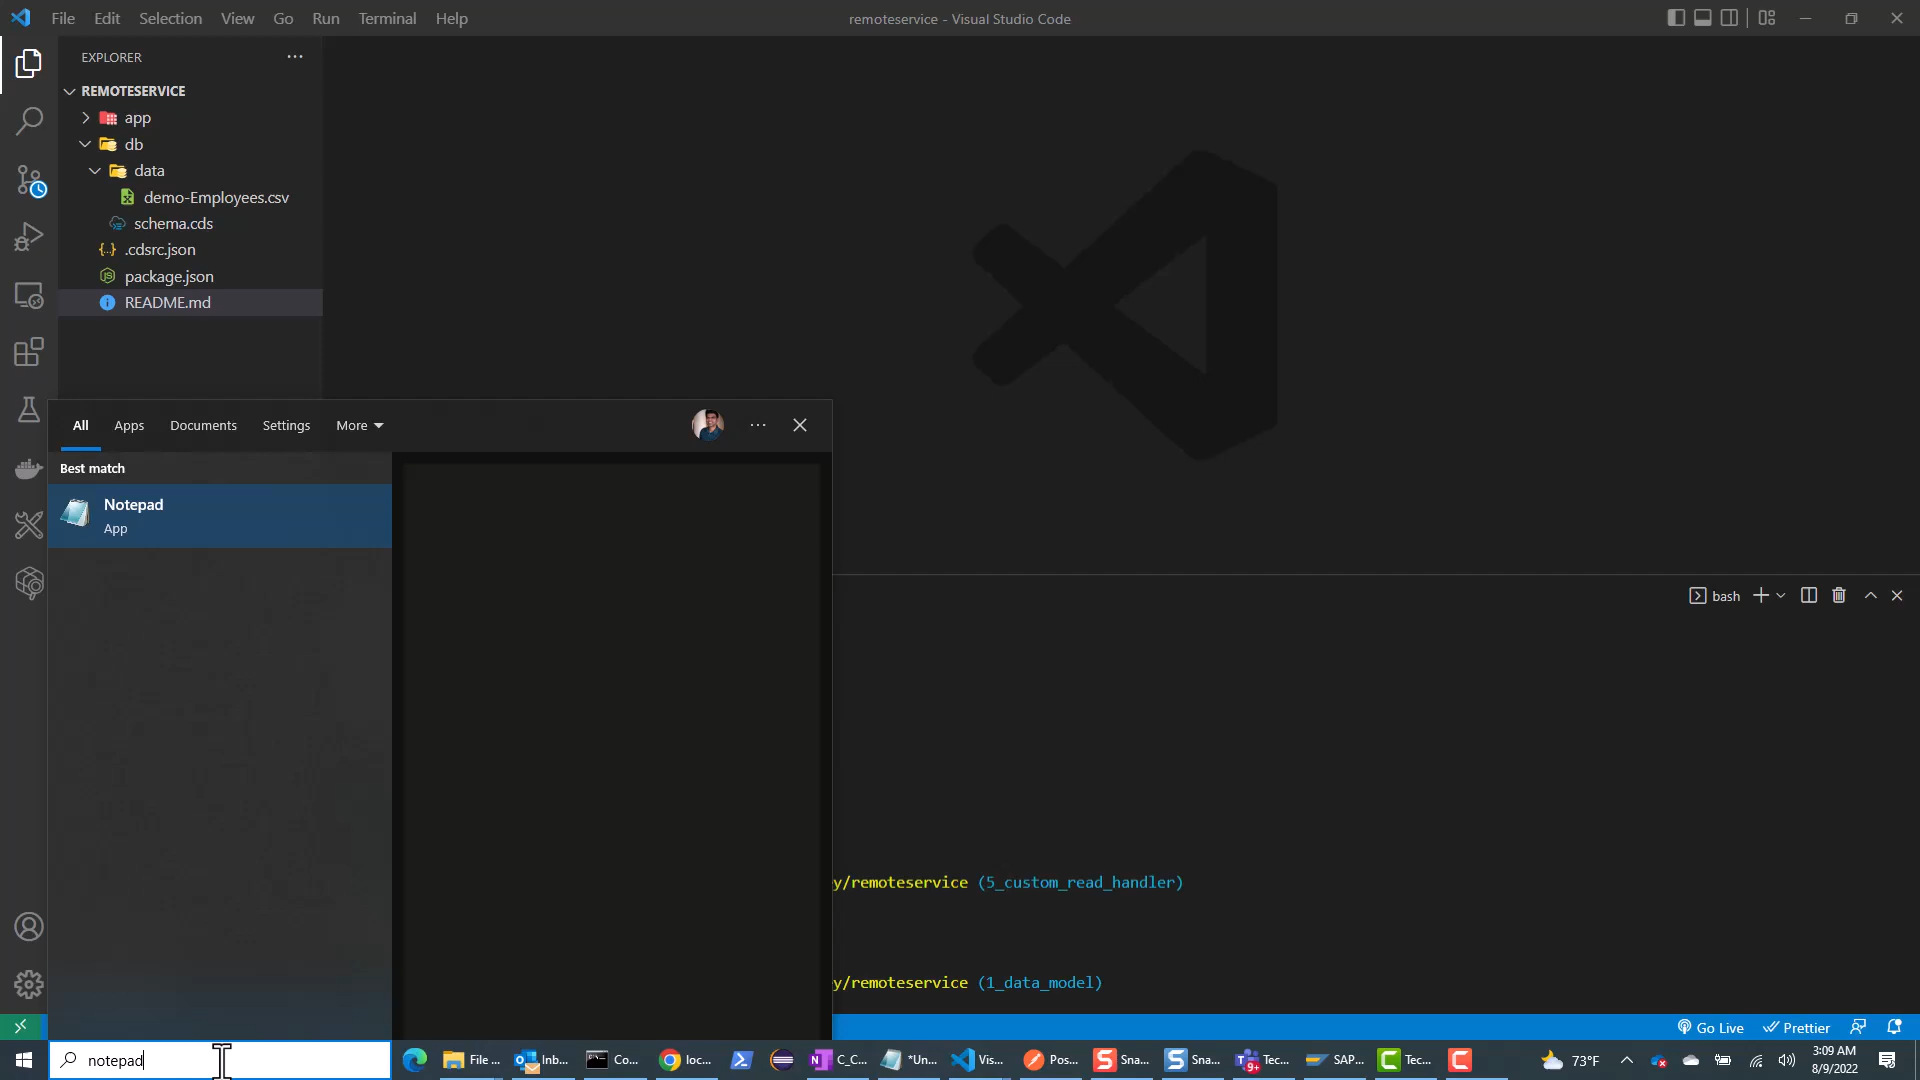 File Edit Selection View Go Run Terminal Help
remoteservice - Visual Studio Code
EXPLORER
REMOTESERVICE
app
db
data
demo-Employees.csv
schema.cds
.cdsrc.json
package.json
README.md
All Apps Documents Settings More
Best match
Notepad
App
bash
y/remoteservice (5_custom_read_handler)
y/remoteservice (1_data_model)
Go Live Prettier
notepad
File ... Inb... Co... loc... C_C... *Un... Vis... Pos... Sna... Sna... 9+ Tec... SAP... Tec... 73°F
3:09 AM
8/9/2022